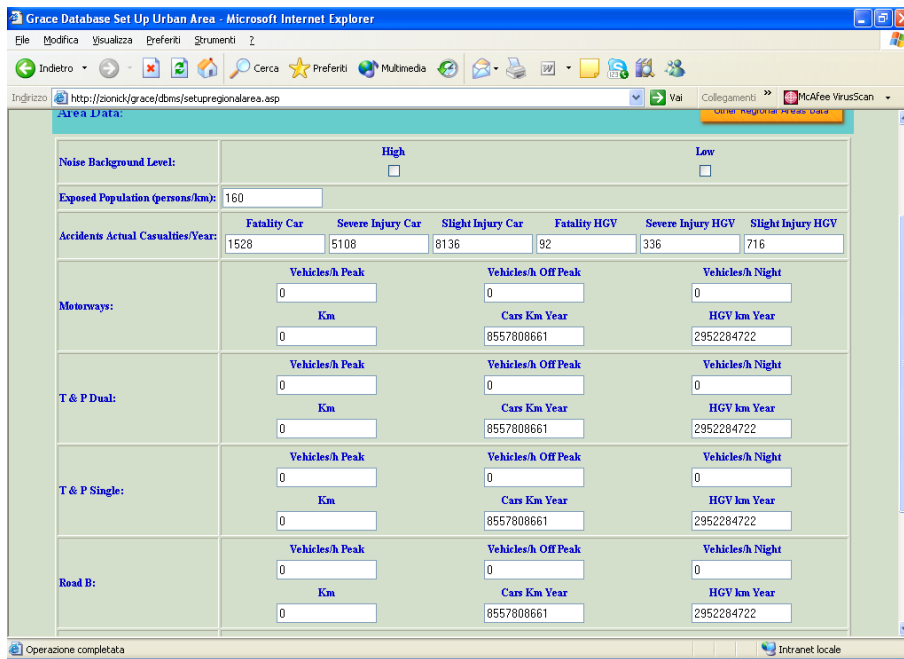 Grace Database Set Up Urban Area - Microsoft Internet Explorer
File Modifica Visualizza Preferiti Strumenti ?
Indietro Cerca Preferiti Multimedia
Indirizzo http://zionick/grace/dbms/setupregionalarea.asp Vai Collegamenti » McAfee VirusScan
Area Data: Other Regional Areas Data
High Low
Noise Background Level:
Exposed Population (persons/km): 160
Fatality Car Severe Injury Car Slight Injury Car Fatality HGV Severe Injury HGV Slight Injury HGV
Accidents Actual Casualties/Year: 1528 5108 8136 92 336 716
Vehicles/h Peak Vehicles/h Off Peak Vehicles/h Night
0 0 0
Motorways:
Km Cars Km Year HGV km Year
0 8557808661 2952284722
Vehicles/h Peak Vehicles/h Off Peak Vehicles/h Night
0 0 0
T & P Dual:
Km Cars Km Year HGV km Year
0 8557808661 2952284722
Vehicles/h Peak Vehicles/h Off Peak Vehicles/h Night
0 0 0
T & P Single:
Km Cars Km Year HGV km Year
0 8557808661 2952284722
Vehicles/h Peak Vehicles/h Off Peak Vehicles/h Night
0 0 0
Road B:
Km Cars Km Year HGV km Year
0 8557808661 2952284722
Operazione completata Intranet locale